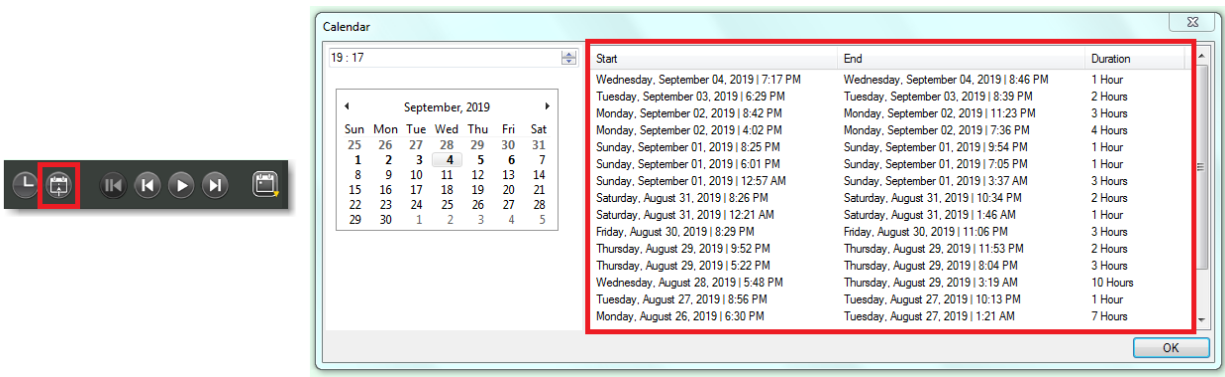 Calendar
19 : 17
September, 2019
Sun Mon Tue Wed Thu Fri Sat
25 26 27 28 29 30 31
1 2 3 4 5 6 7
8 9 10 11 12 13 14
15 16 17 18 19 20 21
22 23 24 25 26 27 28
29 30 1 2 3 4 5
Start End Duration
Wednesday, September 04, 2019 | 7:17 PM Wednesday, September 04, 2019 | 8:46 PM 1 Hour
Tuesday, September 03, 2019 | 6:29 PM Tuesday, September 03, 2019 | 8:39 PM 2 Hours
Monday, September 02, 2019 | 8:42 PM Monday, September 02, 2019 | 11:23 PM 3 Hours
Monday, September 02, 2019 | 4:02 PM Monday, September 02, 2019 | 7:36 PM 4 Hours
Sunday, September 01, 2019 | 8:25 PM Sunday, September 01, 2019 | 9:54 PM 1 Hour
Sunday, September 01, 2019 | 6:01 PM Sunday, September 01, 2019 | 7:05 PM 1 Hour
Sunday, September 01, 2019 | 12:57 AM Sunday, September 01, 2019 | 3:37 AM 3 Hours
Saturday, August 31, 2019 | 8:26 PM Saturday, August 31, 2019 | 10:34 PM 2 Hours
Saturday, August 31, 2019 | 12:21 AM Saturday, August 31, 2019 | 1:46 AM 1 Hour
Friday, August 30, 2019 | 8:29 PM Friday, August 30, 2019 | 11:06 PM 3 Hours
Thursday, August 29, 2019 | 9:52 PM Thursday, August 29, 2019 | 11:53 PM 2 Hours
Thursday, August 29, 2019 | 5:22 PM Thursday, August 29, 2019 | 8:04 PM 3 Hours
Wednesday, August 28, 2019 | 5:48 PM Thursday, August 29, 2019 | 3:19 AM 10 Hours
Tuesday, August 27, 2019 | 8:56 PM Tuesday, August 27, 2019 | 10:13 PM 1 Hour
Monday, August 26, 2019 | 6:30 PM Tuesday, August 27, 2019 | 1:21 AM 7 Hours
OK